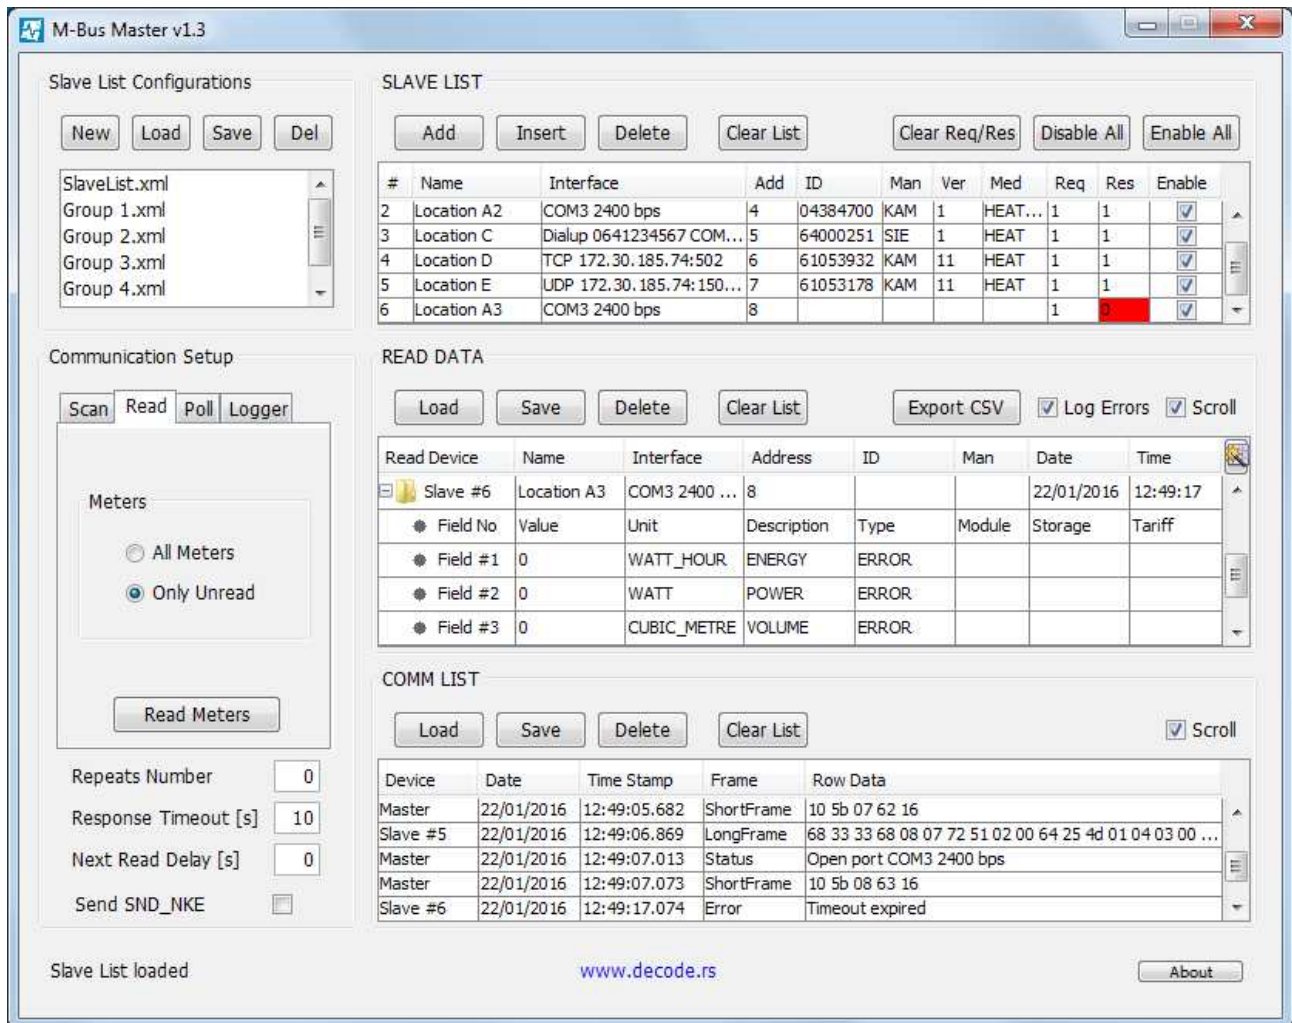 M-Bus Master v1.3
Slave List Configurations
New Load Save Del
SlaveList.xml
Group 1.xml
Group 2.xml
Group 3.xml
Group 4.xml
SLAVE LIST
Add Insert Delete Clear List Clear Req/Res Disable All Enable All
# Name Interface Add ID Man Ver Med Req Res Enable
2 Location A2 COM3 2400 bps 4 04384700 KAM 1 HEAT... 1 1
3 Location C Dialup 0641234567 COM... 5 64000251 SIE 1 HEAT 1 1
4 Location D TCP 172.30.185.74:502 6 61053932 KAM 11 HEAT 1 1
5 Location E UDP 172.30.185.74:150... 7 61053178 KAM 11 HEAT 1 1
6 Location A3 COM3 2400 bps 8 1 0
Communication Setup
Scan Read Poll Logger
Meters
All Meters
Only Unread
Read Meters
Repeats Number 0
Response Timeout [s] 10
Next Read Delay [s] 0
Send SND_NKE
READ DATA
Load Save Delete Clear List Export CSV Log Errors Scroll
Read Device Name Interface Address ID Man Date Time
Slave #6 Location A3 COM3 2400 ... 8 22/01/2016 12:49:17
Field No Value Unit Description Type Module Storage Tariff
Field #1 0 WATT_HOUR ENERGY ERROR
Field #2 0 WATT POWER ERROR
Field #3 0 CUBIC_METRE VOLUME ERROR
COMM LIST
Load Save Delete Clear List Scroll
Device Date Time Stamp Frame Row Data
Master 22/01/2016 12:49:05.682 ShortFrame 10 5b 07 62 16
Slave #5 22/01/2016 12:49:06.869 LongFrame 68 33 33 68 08 07 72 51 02 00 64 25 4d 01 04 03 00 ...
Master 22/01/2016 12:49:07.013 Status Open port COM3 2400 bps
Master 22/01/2016 12:49:07.073 ShortFrame 10 5b 08 63 16
Slave #6 22/01/2016 12:49:17.074 Error Timeout expired
Slave List loaded
www.decode.rs
About